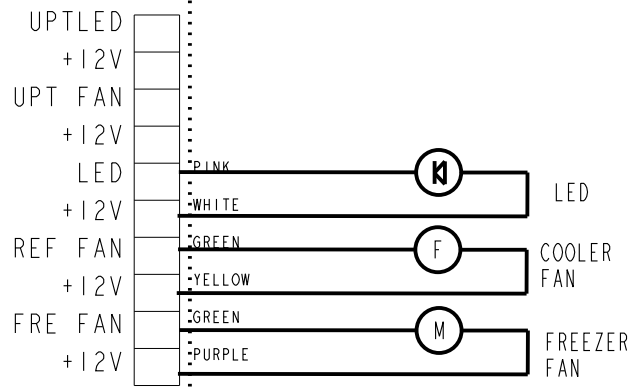 UPTLED
+12V
UPT FAN
+12V
LED PINK
+12V WHITE
LED
REF FAN GREEN F
+12V YELLOW
COOLER
FAN
FRE FAN GREEN M
+12V PURPLE
FREEZER
FAN